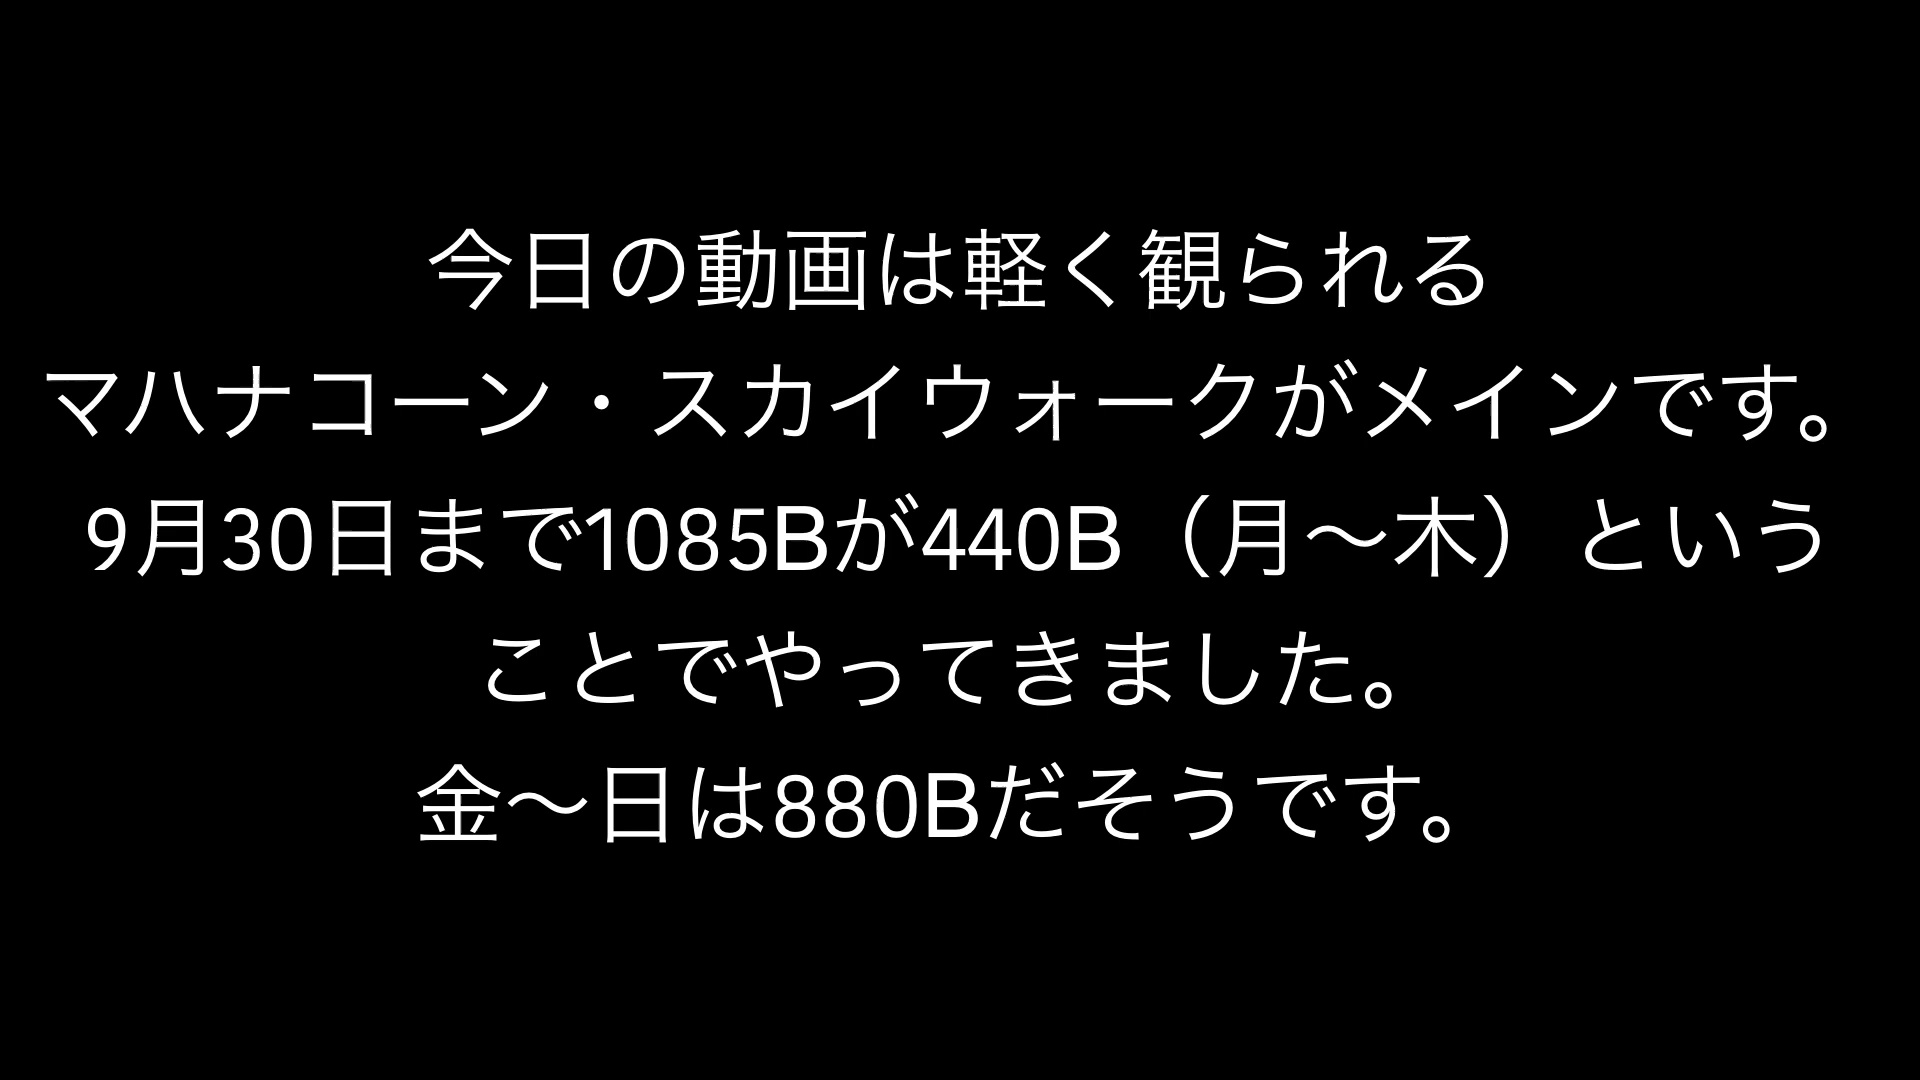 今日の動画は軽く観られる
マハナコーン・スカイウォークがメインです。
9月30日まで1085Bが440B（月〜木）という
ことでやってきました。
金〜日は880Bだそうです。